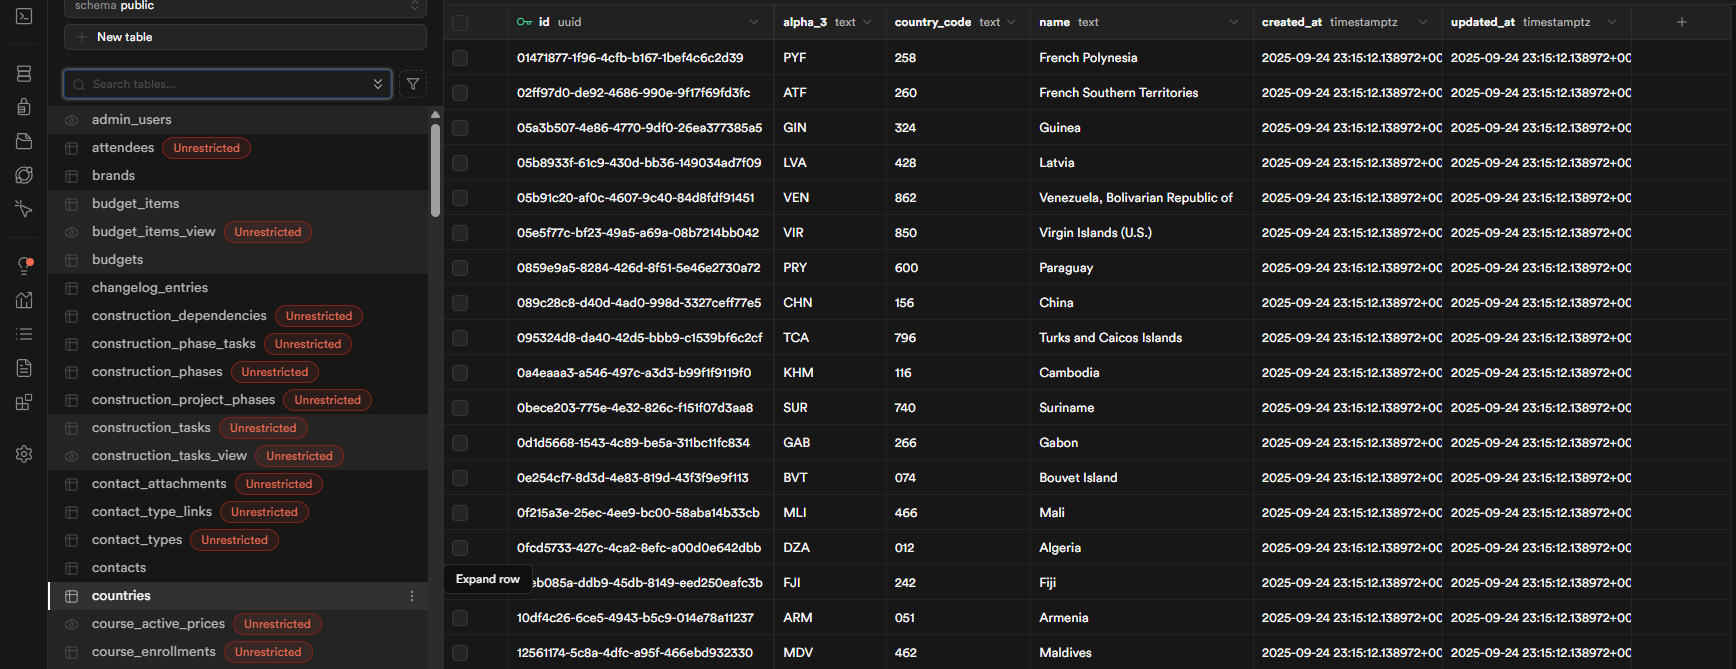 schema public
New table
Search tables...
admin_users
attendees Unrestricted
brands
budget_items
budget_items_view Unrestricted
budgets
changelog_entries
construction_dependencies Unrestricted
construction_phase_tasks Unrestricted
construction_phases Unrestricted
construction_project_phases Unrestricted
construction_tasks Unrestricted
construction_tasks_view Unrestricted
contact_attachments Unrestricted
contact_type_links Unrestricted
contact_types Unrestricted
contacts
countries
course_active_prices Unrestricted
course_enrollments Unrestricted
id uuid alpha_3 text country_code text name text created_at timestamptz updated_at timestamptz
01471877-1f96-4cfb-b167-1bef4c6c2d39 PYF 258 French Polynesia 2025-09-24 23:15:12.138972+00 2025-09-24 23:15:12.138972+00
02ff97d0-de92-4686-990e-9f17f69fd3fc ATF 260 French Southern Territories 2025-09-24 23:15:12.138972+00 2025-09-24 23:15:12.138972+00
05a3b507-4e86-4770-9df0-26ea377385a5 GIN 324 Guinea 2025-09-24 23:15:12.138972+00 2025-09-24 23:15:12.138972+00
05b8933f-61c9-430d-bb36-149034ad7f09 LVA 428 Latvia 2025-09-24 23:15:12.138972+00 2025-09-24 23:15:12.138972+00
05b91c20-af0c-4607-9c40-84d8fdf91451 VEN 862 Venezuela, Bolivarian Republic of 2025-09-24 23:15:12.138972+00 2025-09-24 23:15:12.138972+00
05e5f77c-bf23-49a5-a69a-08b7214bb042 VIR 850 Virgin Islands (U.S.) 2025-09-24 23:15:12.138972+00 2025-09-24 23:15:12.138972+00
0859e9a5-8284-426d-8f51-5e46e2730a72 PRY 600 Paraguay 2025-09-24 23:15:12.138972+00 2025-09-24 23:15:12.138972+00
089c28c8-d40d-4ad0-998d-3327ceff77e5 CHN 156 China 2025-09-24 23:15:12.138972+00 2025-09-24 23:15:12.138972+00
095324d8-da40-42d5-bbb9-c1539bf6c2cf TCA 796 Turks and Caicos Islands 2025-09-24 23:15:12.138972+00 2025-09-24 23:15:12.138972+00
0a4eaaa3-a546-497c-a3d3-b99f1f9119f0 KHM 116 Cambodia 2025-09-24 23:15:12.138972+00 2025-09-24 23:15:12.138972+00
0bece203-775e-4e32-826c-f151f07d3aa8 SUR 740 Suriname 2025-09-24 23:15:12.138972+00 2025-09-24 23:15:12.138972+00
0d1d5668-1543-4c89-be5a-311bc11fc834 GAB 266 Gabon 2025-09-24 23:15:12.138972+00 2025-09-24 23:15:12.138972+00
0e254cf7-8d3d-4e83-819d-43f3f9e9f113 BVT 074 Bouvet Island 2025-09-24 23:15:12.138972+00 2025-09-24 23:15:12.138972+00
0f215a3e-25ec-4ee9-bc00-58aba14b33cb MLI 466 Mali 2025-09-24 23:15:12.138972+00 2025-09-24 23:15:12.138972+00
0fcd5733-427c-4ca2-8efc-a00d0e642dbb DZA 012 Algeria 2025-09-24 23:15:12.138972+00 2025-09-24 23:15:12.138972+00
Expand row eb085a-ddb9-45db-8149-eed250eafc3b FJI 242 Fiji 2025-09-24 23:15:12.138972+00 2025-09-24 23:15:12.138972+00
10df4c26-6ce5-4943-b5c9-014e78a11237 ARM 051 Armenia 2025-09-24 23:15:12.138972+00 2025-09-24 23:15:12.138972+00
12561174-5c8a-4dfc-a95f-466ebd932330 MDV 462 Maldives 2025-09-24 23:15:12.138972+00 2025-09-24 23:15:12.138972+00